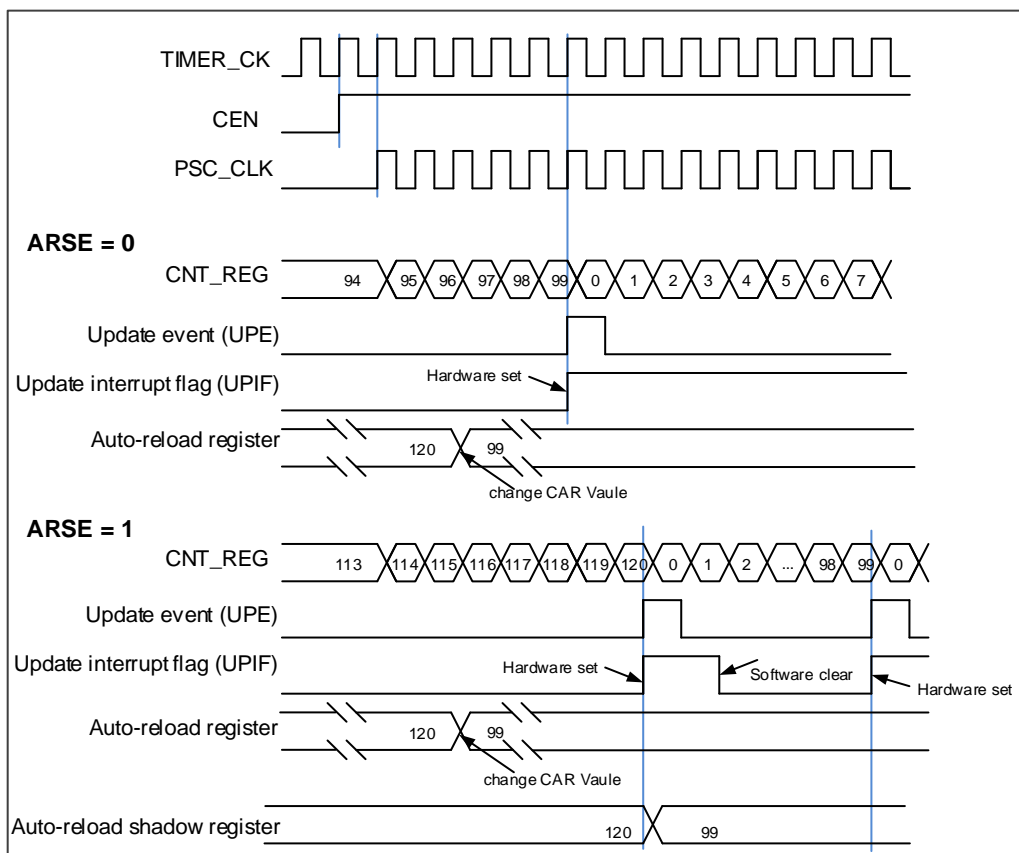 TIMER_CK
CEN
PSC_CLK
ARSE = 0
CNT_REG 94 95 96 97 98 99 0 1 2 3 4 5 6 7
Update event (UPE)
Update interrupt flag (UPIF) Hardware set
Auto-reload register 120 99
change CAR Vaule
ARSE = 1
CNT_REG 113 114 115 116 117 118 119 120 0 1 2 ... 98 99 0
Update event (UPE)
Update interrupt flag (UPIF) Hardware set Software clear Hardware set
Auto-reload register 120 99
change CAR Vaule
Auto-reload shadow register 120 99